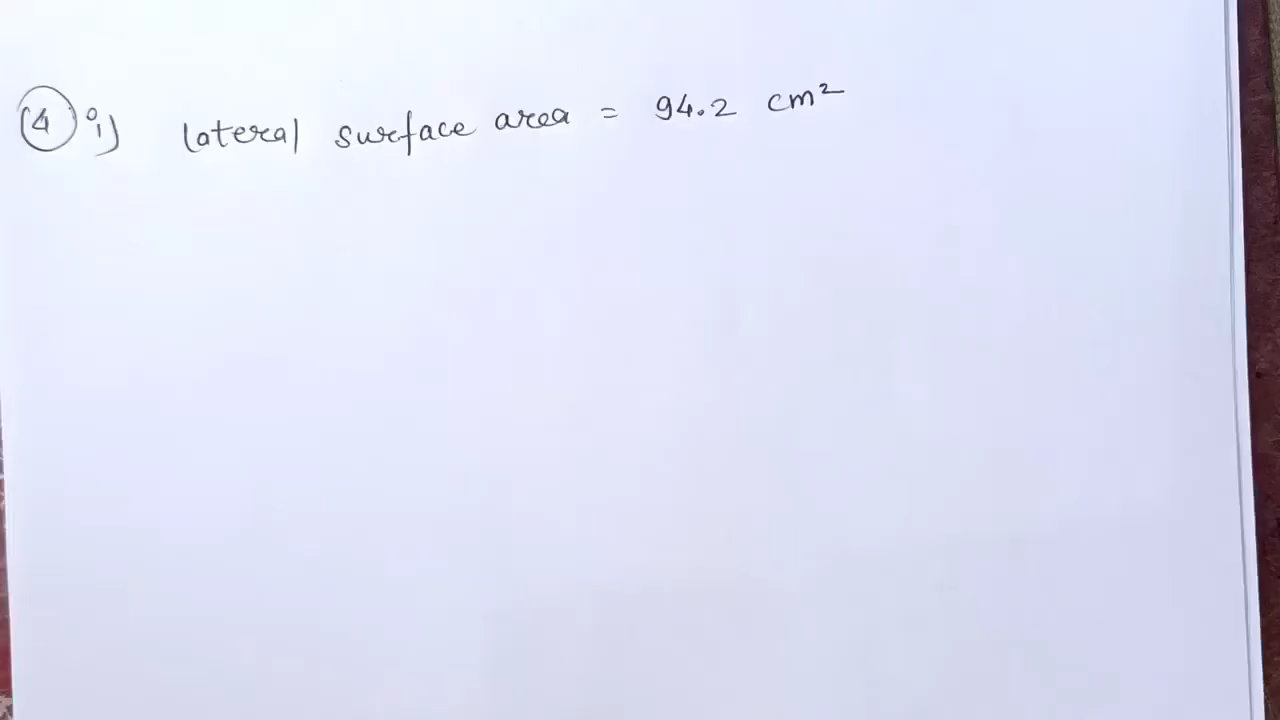 ④ i) lateral surface area = 94.2 cm²